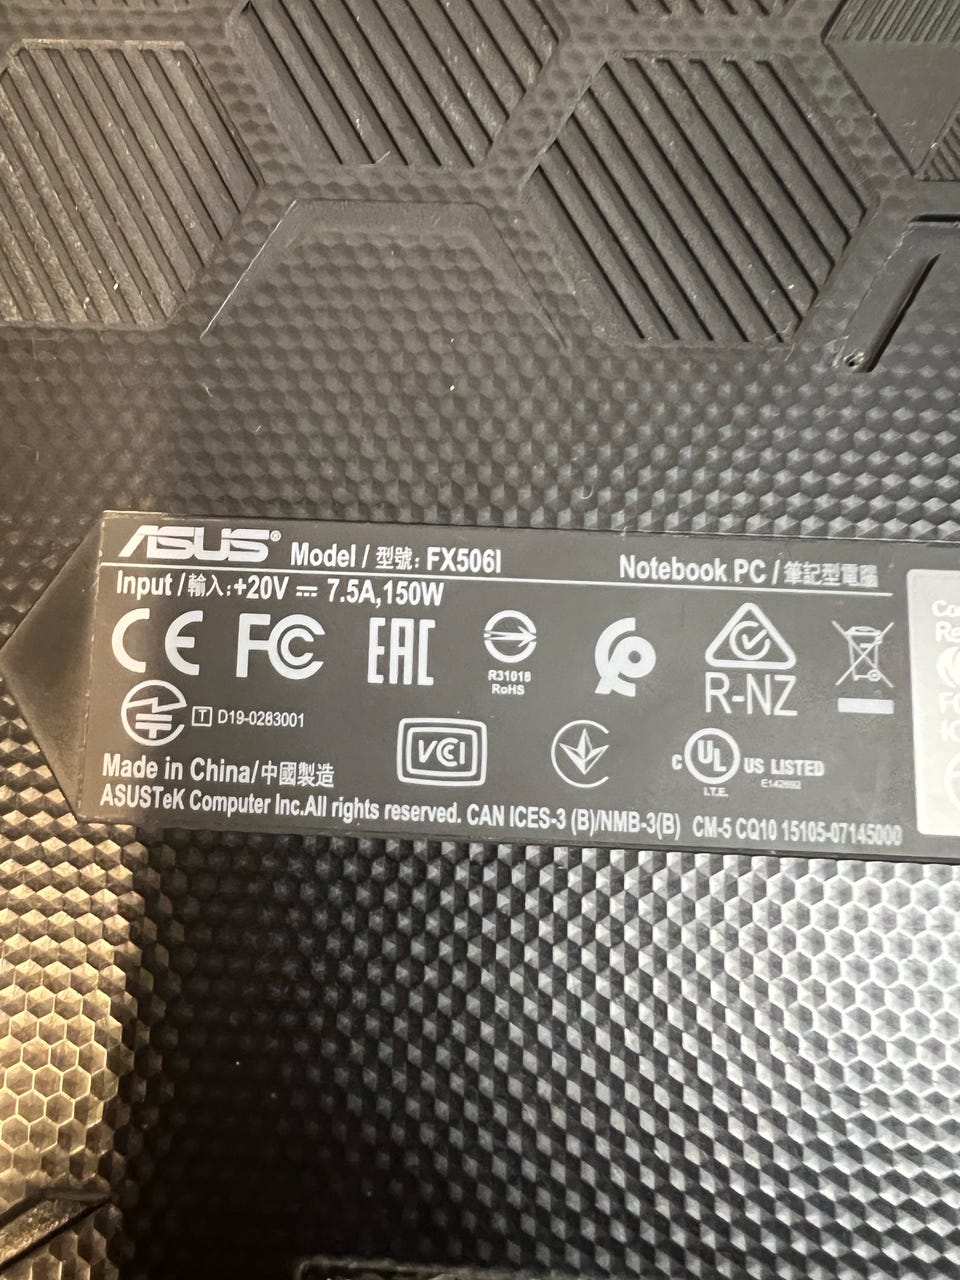 ASUS® Model / 型號: FX506I
Notebook PC / 筆記型電腦
Input / 輸入: +20V ⎓ 7.5A,150W
CE FC EAC
R31018
RoHS
R-NZ
T D19-0283001
VCI
c UL US LISTED
I.T.E. E142692
Made in China/中國製造
ASUSTeK Computer Inc.All rights reserved. CAN ICES-3 (B)/NMB-3(B) CM-5 CQ10 15105-07145000